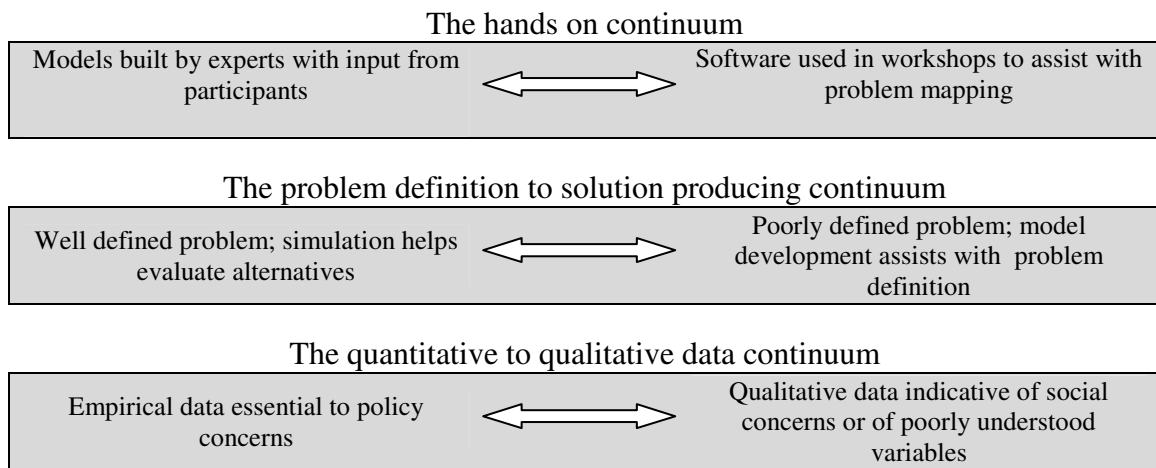 The hands on continuum
Models built by experts with input from
participants
Software used in workshops to assist with
problem mapping
The problem definition to solution producing continuum
Well defined problem; simulation helps
evaluate alternatives
Poorly defined problem; model
development assists with problem
definition
The quantitative to qualitative data continuum
Empirical data essential to policy
concerns
Qualitative data indicative of social
concerns or of poorly understood
variables